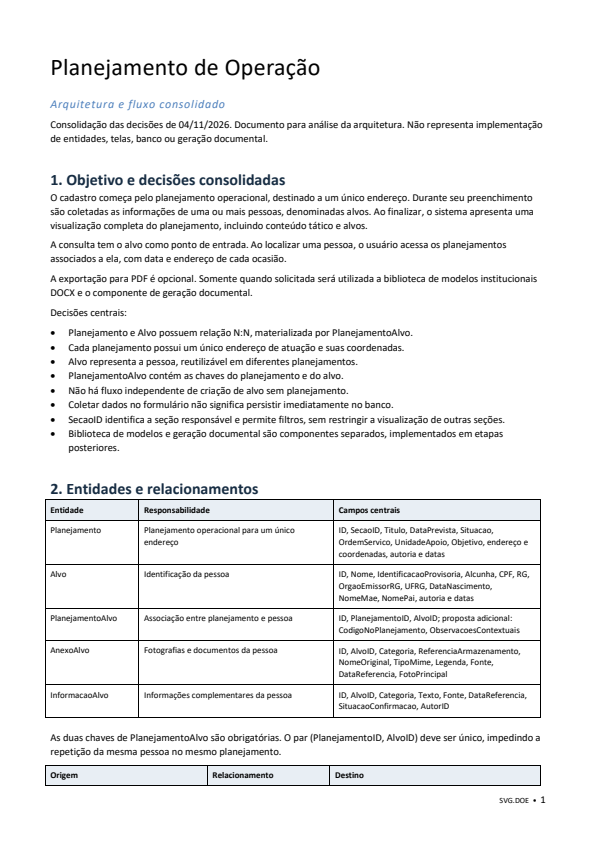 Planejamento de Operação
Arquitetura e fluxo consolidado
Consolidação das decisões de 04/11/2026. Documento para análise da arquitetura. Não representa implementação
de entidades, telas, banco ou geração documental.
1. Objetivo e decisões consolidadas
O cadastro começa pelo planejamento operacional, destinado a um único endereço. Durante seu preenchimento
são coletadas as informações de uma ou mais pessoas, denominadas alvos. Ao finalizar, o sistema apresenta uma
visualização completa do planejamento, incluindo conteúdo tático e alvos.
A consulta tem o alvo como ponto de entrada. Ao localizar uma pessoa, o usuário acessa os planejamentos
associados a ela, com data e endereço de cada ocasião.
A exportação para PDF é opcional. Somente quando solicitada será utilizada a biblioteca de modelos institucionais
DOCX e o componente de geração documental.
Decisões centrais:
• Planejamento e Alvo possuem relação N:N, materializada por PlanejamentoAlvo.
• Cada planejamento possui um único endereço de atuação e suas coordenadas.
• Alvo representa a pessoa, reutilizável em diferentes planejamentos.
• PlanejamentoAlvo contém as chaves do planejamento e do alvo.
• Não há fluxo independente de criação de alvo sem planejamento.
• Coletar dados no formulário não significa persistir imediatamente no banco.
• SecaoID identifica a seção responsável e permite filtros, sem restringir a visualização de outras seções.
• Biblioteca de modelos e geração documental são componentes separados, implementados em etapas
posteriores.
2. Entidades e relacionamentos
Entidade Responsabilidade Campos centrais
Planejamento Planejamento operacional para um único ID, SecaoID, Titulo, DataPrevista, Situacao,
endereço OrdemServico, UnidadeApoio, Objetivo, endereço e
coordenadas, autoria e datas
Alvo Identificação da pessoa ID, Nome, IdentificacaoProvisoria, Alcunha, CPF, RG,
OrgaoEmissorRG, UFRG, DataNascimento,
NomeMae, NomePai, autoria e datas
PlanejamentoAlvo Associação entre planejamento e pessoa ID, PlanejamentoID, AlvoID; proposta adicional:
CodigoNoPlanejamento, ObservacoesContextuais
AnexoAlvo Fotografias e documentos da pessoa ID, AlvoID, Categoria, ReferenciaArmazenamento,
NomeOriginal, TipoMime, Legenda, Fonte,
DataReferencia, FotoPrincipal
InformacaoAlvo Informações complementares da pessoa ID, AlvoID, Categoria, Texto, Fonte, DataReferencia,
SituacaoConfirmacao, AutorID
As duas chaves de PlanejamentoAlvo são obrigatórias. O par (PlanejamentoID, AlvoID) deve ser único, impedindo a
repetição da mesma pessoa no mesmo planejamento.
Origem Relacionamento Destino
SVG.DOE • 1